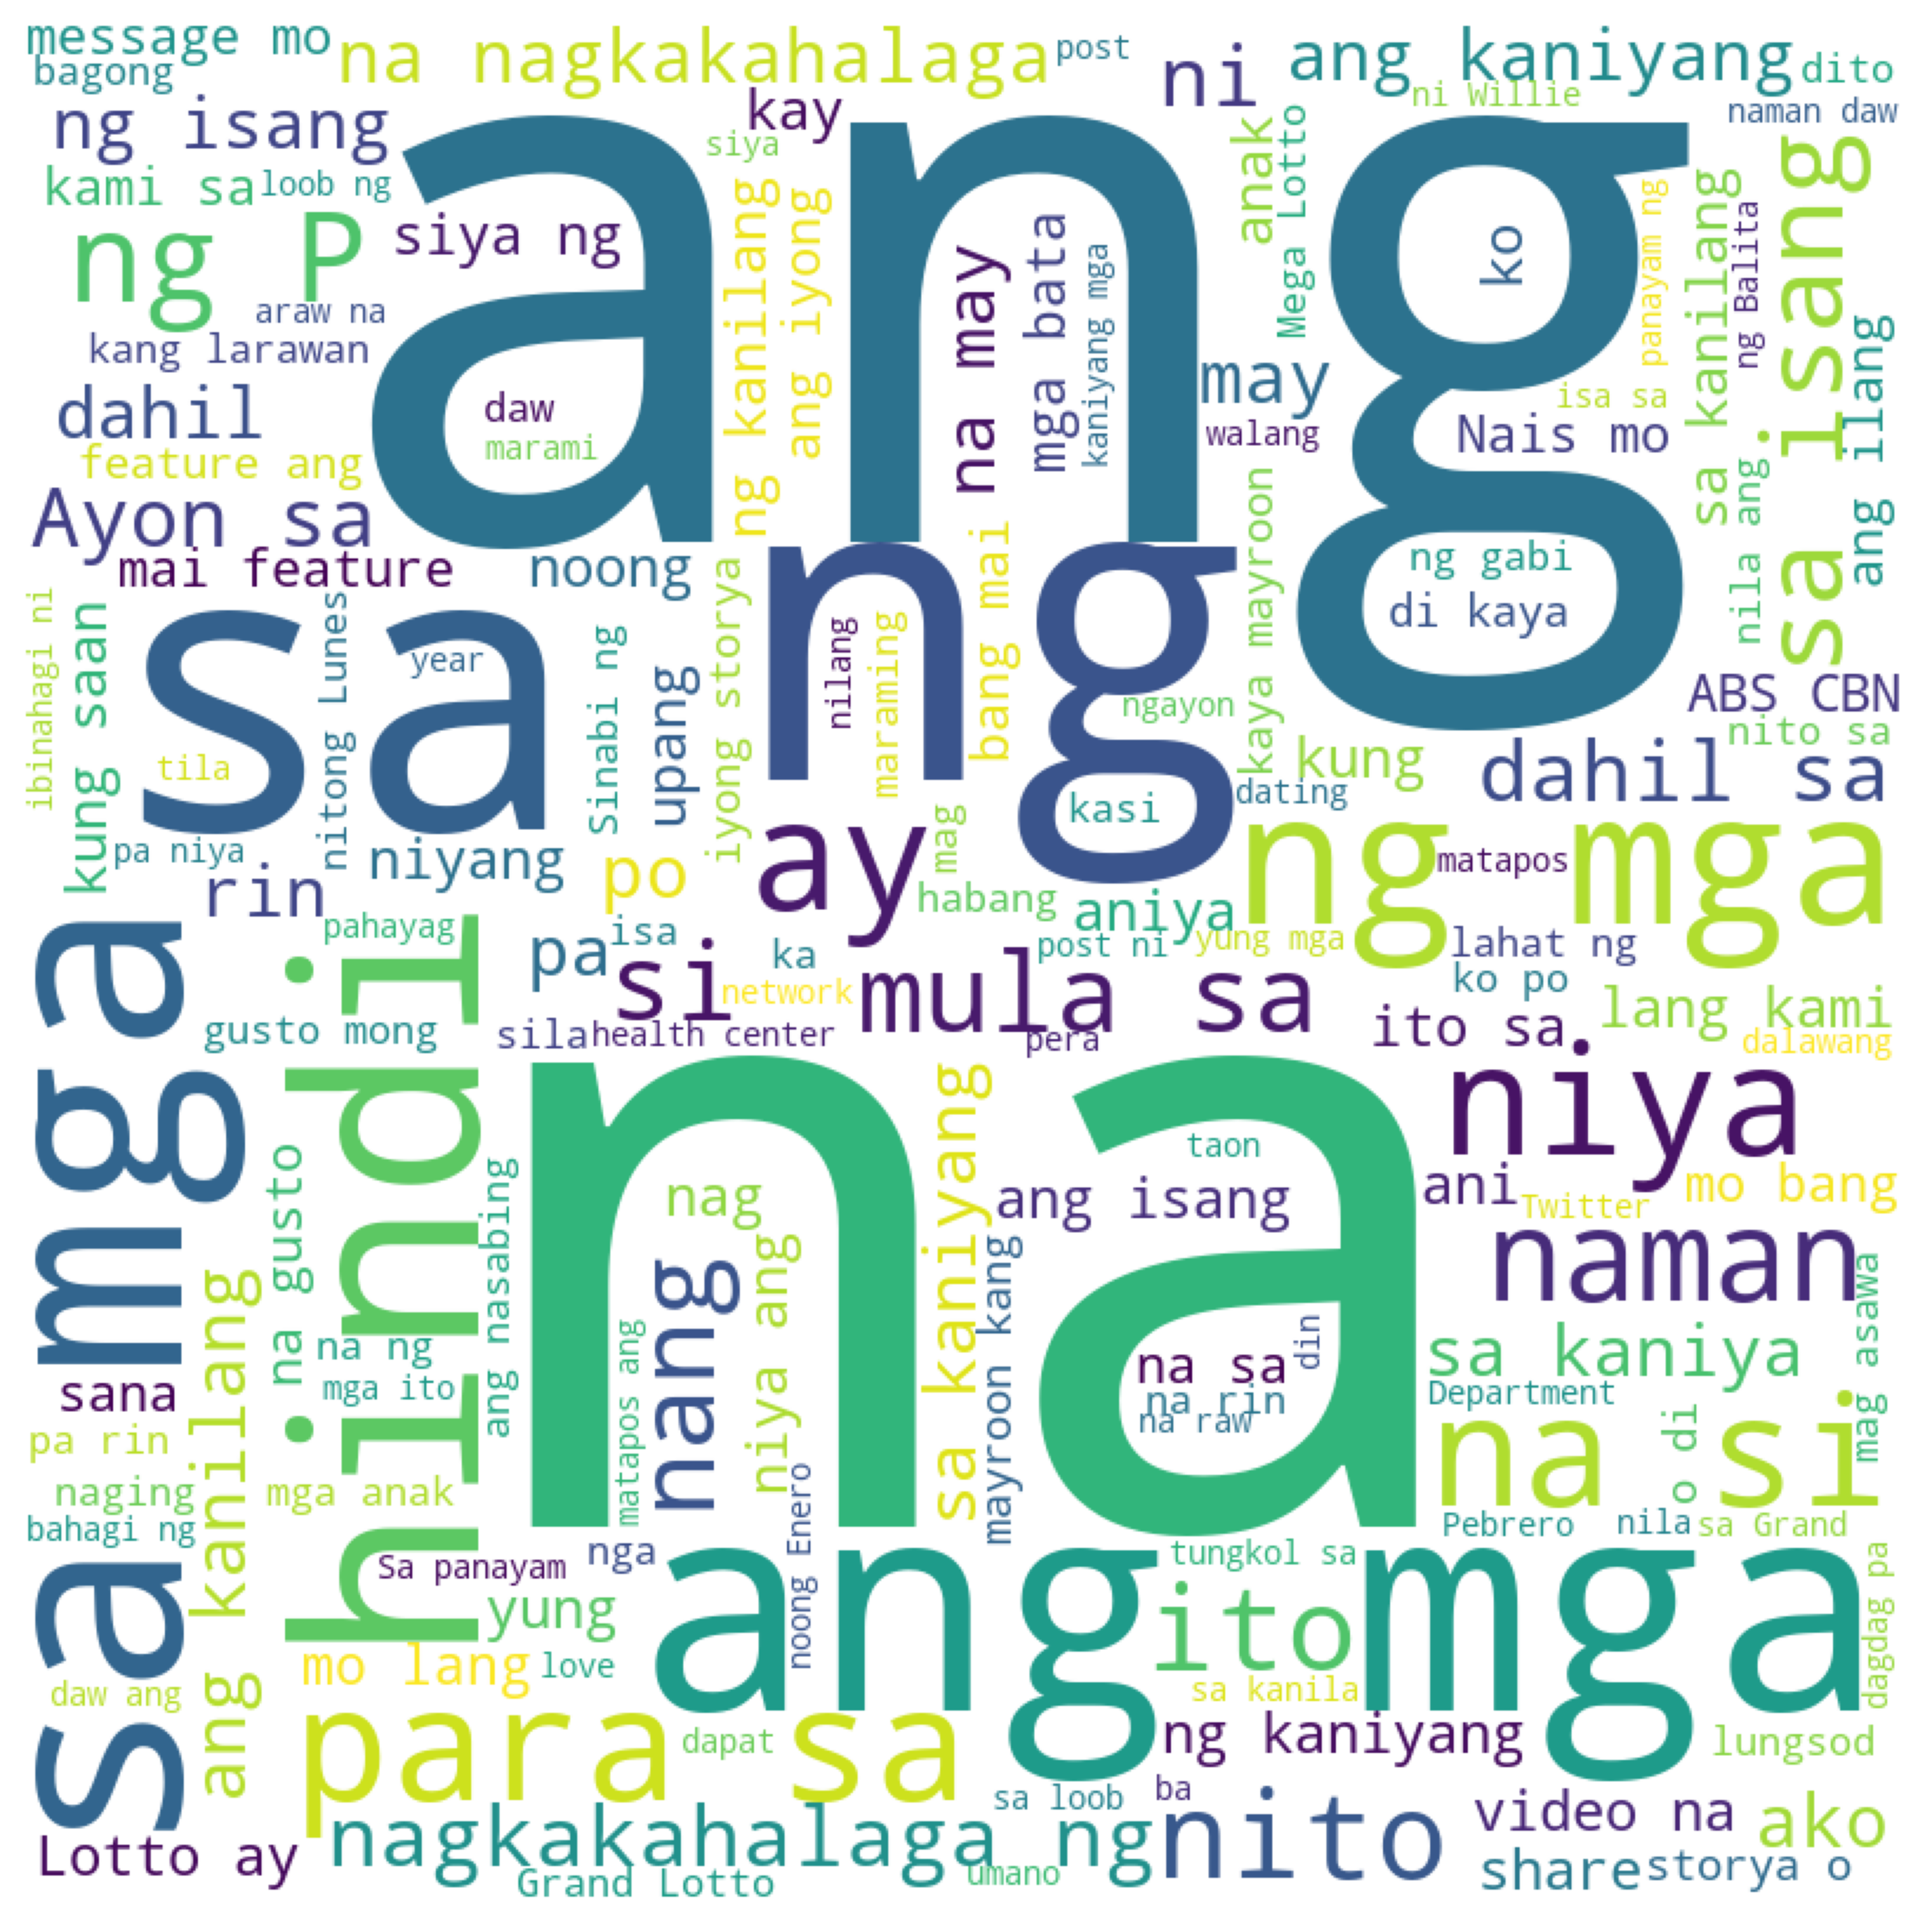 message mo
na nagkakahalaga
post
ni
ang kaniyang
dito
bagong
ni Willie
ng isang
kay
naman daw
siya
anak
Mega Lotto
kami sa
loob ng
ang
ng P
siya ng
ng kanilang
ang iyong
na may
mga bata
kaniyang mga
ko
panayam ng
sa kanilang
ng Balita
sa isang
araw na
kang larawan
may
ang ilang
dahil
daw
marami
walang
isa sa
Nais mo
feature ang
nila ang
Ayon sa
kaya mayroon
mai feature
noong
ng
ng gabi
di kaya
sa
year
iyong storya
bang mai
ibinahagi ni
kung saan
nitong Lunes
Sinabi ng
upang
nilang
maraming
ngayon
ABS CBN
nito sa
tila
kung
dahil sa
dating
kasi
pa niya
niyang
po
ay
mag
ng mga
matapos
rin
habang
aniya
pahayag
pa
isa
ka
post ni
yung mga
lahat ng
si
network
mula sa
ko po
lang kami
gusto mong
sila
health center
pera
ito sa
dalawang
sa mga
hindi
na
sa kaniyang
niya
taon
na gusto
ang nasabing
nag
ang isang
ani
Twitter
mo bang
nang
niya ang
mayroon kang
naman
mag asawa
ang kanilang
na ng
mga ito
matapos ang
na sa
din
na rin
na raw
sa kaniya
Department
sana
na si
o di
pa rin
naging
mga anak
noong Enero
bahagi ng
Pebrero
nila
sa Grand
Sa panayam
nga
ang mga
tungkol sa
dagdag pa
yung
ito
mo lang
love
daw ang
sa kanila
para sa
dapat
ng kaniyang
lungsod
sa loob
ba
Lotto ay
nagkakahalaga ng
nito
video na
ako
Grand Lotto
umano
share
storya o